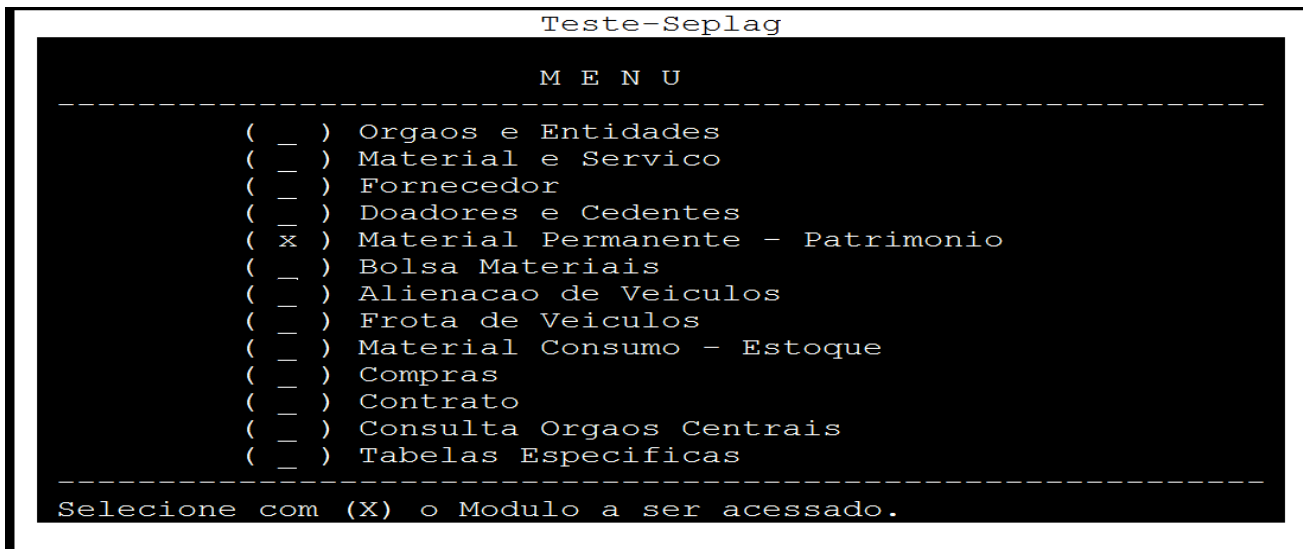 Teste-Seplag
M E N U
------------------------------------------------------------
( _ ) Orgaos e Entidades
( _ ) Material e Servico
( _ ) Fornecedor
( _ ) Doadores e Cedentes
( x ) Material Permanente - Patrimonio
( _ ) Bolsa Materiais
( _ ) Alienacao de Veiculos
( _ ) Frota de Veiculos
( _ ) Material Consumo - Estoque
( _ ) Compras
( _ ) Contrato
( _ ) Consulta Orgaos Centrais
( _ ) Tabelas Especificas
------------------------------------------------------------
Selecione com (X) o Modulo a ser acessado.